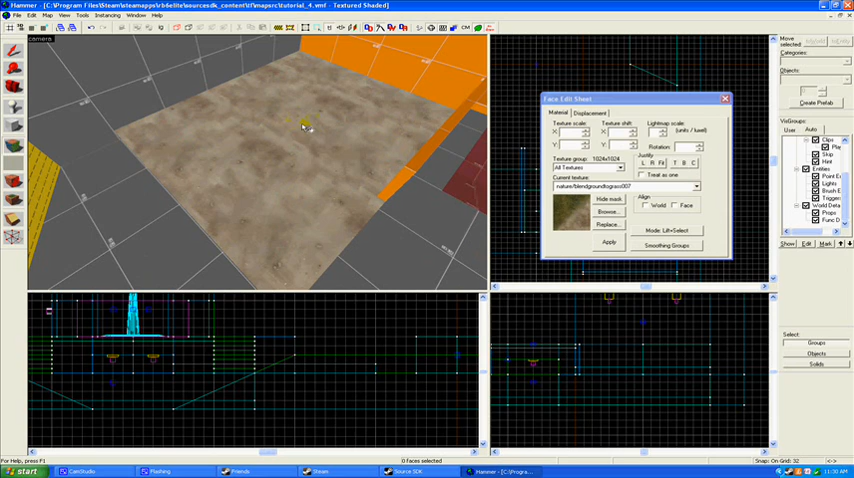 Hammer - [C:\Program Files\Steam\steamapps\rb6elite\sourcesdk_content\tf\mapsrc\tutorial_4.vmf - Textured Shaded]
File Edit Map View Tools Instancing Window Help
camera
Move
selected:
Categories:
Objects:
Create Prefab
VisGroups:
User Auto
Clips
Skip
Hint
Entities
Point E
Lights
Brush E
Triggers
World Deta
Props
Func D
Show Edit Mark
Select:
Groups
Objects
Solids
Face Edit Sheet
Material Displacement
Texture scale: Texture shift: Lightmap scale:
X: X: (units / luxel)
Y: Y: Rotation:
Texture group: 1024x1024
All Textures
Justify
L R Fit T B C
Treat as one
Current texture:
nature/blendgroundtograss007
Hide mask
Browse...
Replace...
Apply
Align
World Face
Mode: Lift+Select
Smoothing Groups
For Help, press F1
0 faces selected
Snap: On Grid: 32
start
CamStudio
Flashing
Friends
Steam
Source SDK
Hammer - [C:\Progra...
11:30 AM